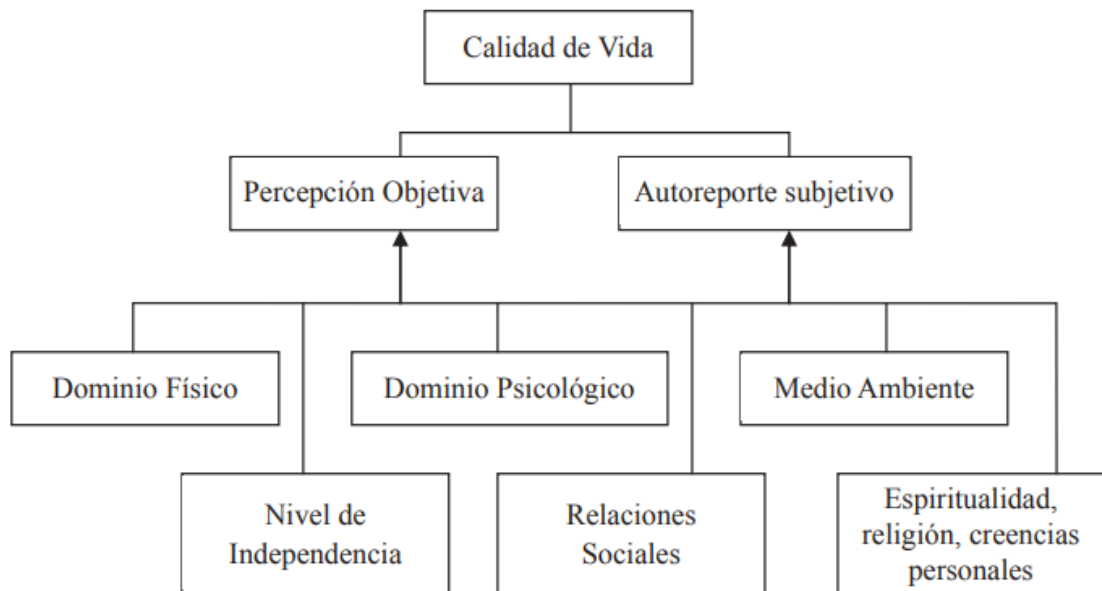 Calidad de Vida
Percepción Objetiva
Autoreporte subjetivo
Dominio Físico
Dominio Psicológico
Medio Ambiente
Nivel de
Independencia
Relaciones
Sociales
Espiritualidad,
religión, creencias
personales